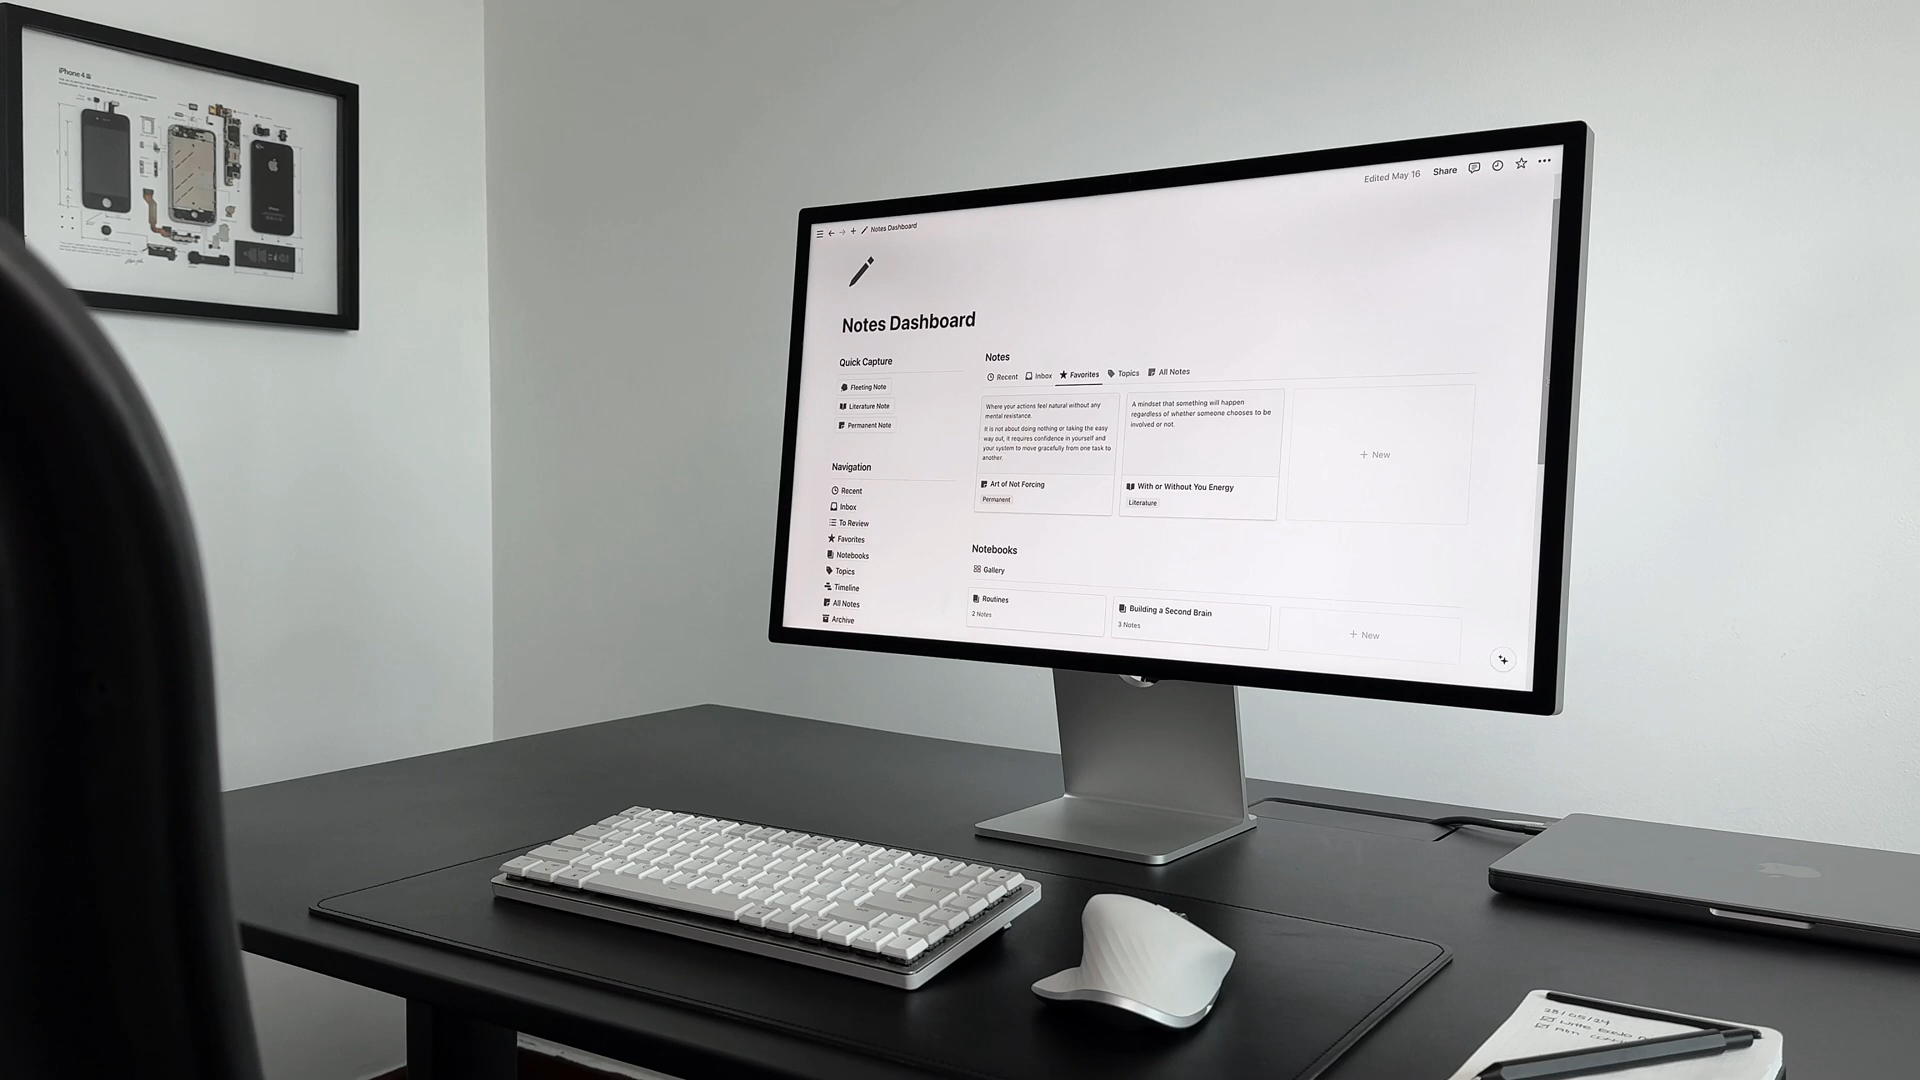 iPhone 4s
Notes Dashboard
Edited May 16
Share
Notes Dashboard
Quick Capture
Fleeting Note
Literature Note
Permanent Note
Navigation
Recent
Inbox
To Review
Favorites
Notebooks
Topics
Timeline
All Notes
Archive
Notes
Recent Inbox Favorites Topics All Notes
Where your actions feel natural without any
mental resistance.
It is not about doing nothing or taking the easy
way out, it requires confidence in yourself and
your system to move gracefully from one task to
another.
Art of Not Forcing
Permanent
A mindset that something will happen
regardless of whether someone chooses to be
involved or not.
With or Without You Energy
Literature
+ New
Notebooks
Gallery
Routines
2 Notes
Building a Second Brain
3 Notes
+ New
28/05/24
Write